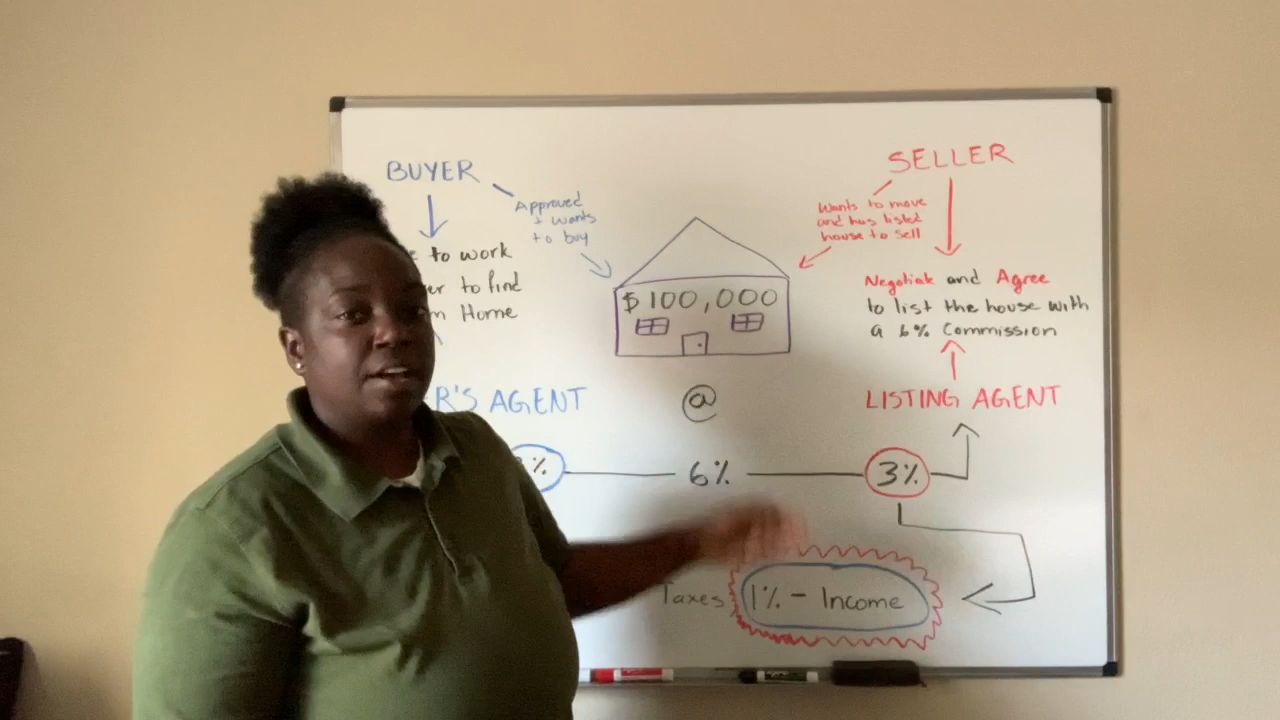 BUYER
Approved
+ wants
to buy
to work
to find
Home
R'S AGENT
$100,000
@
6%
SELLER
Wants to move
and has listed
house to sell
Negotiate and Agree
to list the house with
a 6% Commission
LISTING AGENT
3%
Taxes
1% - Income